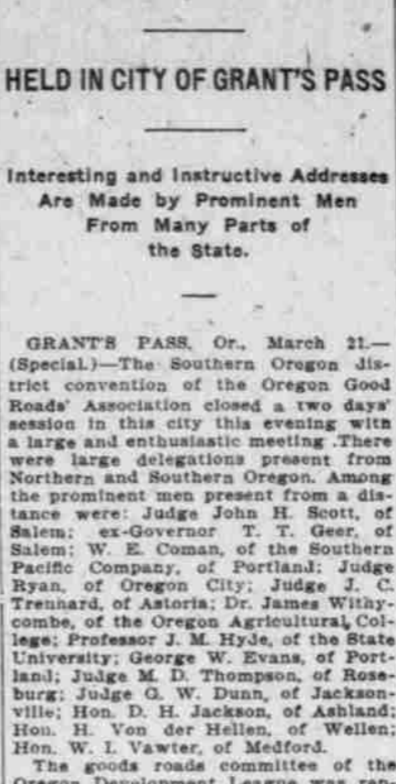 HELD IN CITY OF GRANT'S PASS
Interesting and Instructive Addresses
Are Made by Prominent Men
From Many Parts of
the State.
GRANT'S PASS, Or., March 21.—
(Special.)—The Southern Oregon dis-
trict convention of the Oregon Good
Roads' Association closed a two days'
session in this city this evening with
a large and enthusiastic meeting .There
were large delegations present from
Northern and Southern Oregon. Among
the prominent men present from a dis-
tance were: Judge John H. Scott, of
Salem; ex-Governor T. T. Geer, of
Salem; W. E. Coman, of the Southern
Pacific Company, of Portland; Judge
Ryan, of Oregon City; Judge J. C.
Trenhard, of Astoria; Dr. James Withy-
combe, of the Oregon Agricultural Col-
lege; Professor J. M. Hyde, of the State
University; George W. Evans, of Port-
land; Judge M. D. Thompson, of Rose-
burg; Judge G. W. Dunn, of Jackson-
ville; Hon. D. H. Jackson, of Ashland;
Hon. H. Von der Hellen, of Wellen;
Hon. W. I. Vawter, of Medford.
The goods roads committee of the
Oregon Development League were